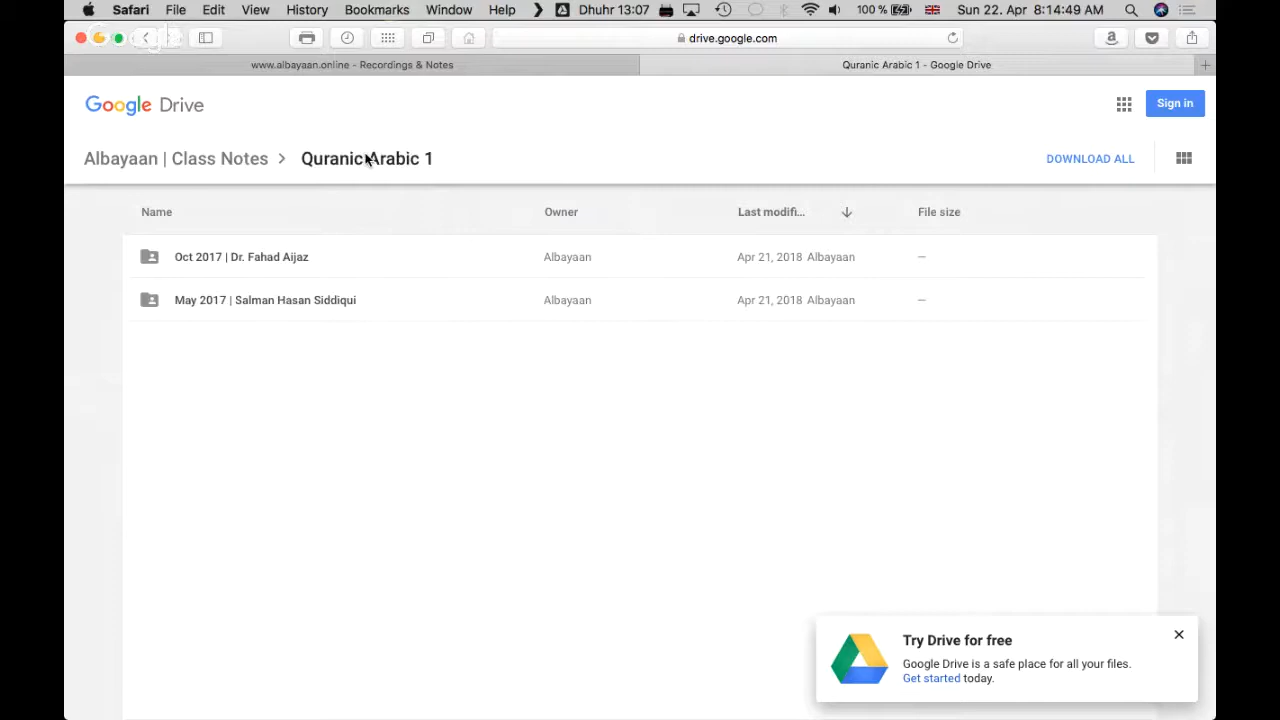 Safari File Edit View History Bookmarks Window Help Dhuhr 13:07 100% Sun 22. Apr 8:14:49 AM
drive.google.com
www.albayaan.online - Recordings & Notes Quranic Arabic 1 - Google Drive
Google Drive Sign in
Albayaan | Class Notes > Quranic Arabic 1 DOWNLOAD ALL
Name Owner Last modifi... File size
Oct 2017 | Dr. Fahad Aijaz Albayaan Apr 21, 2018 Albayaan —
May 2017 | Salman Hasan Siddiqui Albayaan Apr 21, 2018 Albayaan —
Try Drive for free
Google Drive is a safe place for all your files.
Get started today.